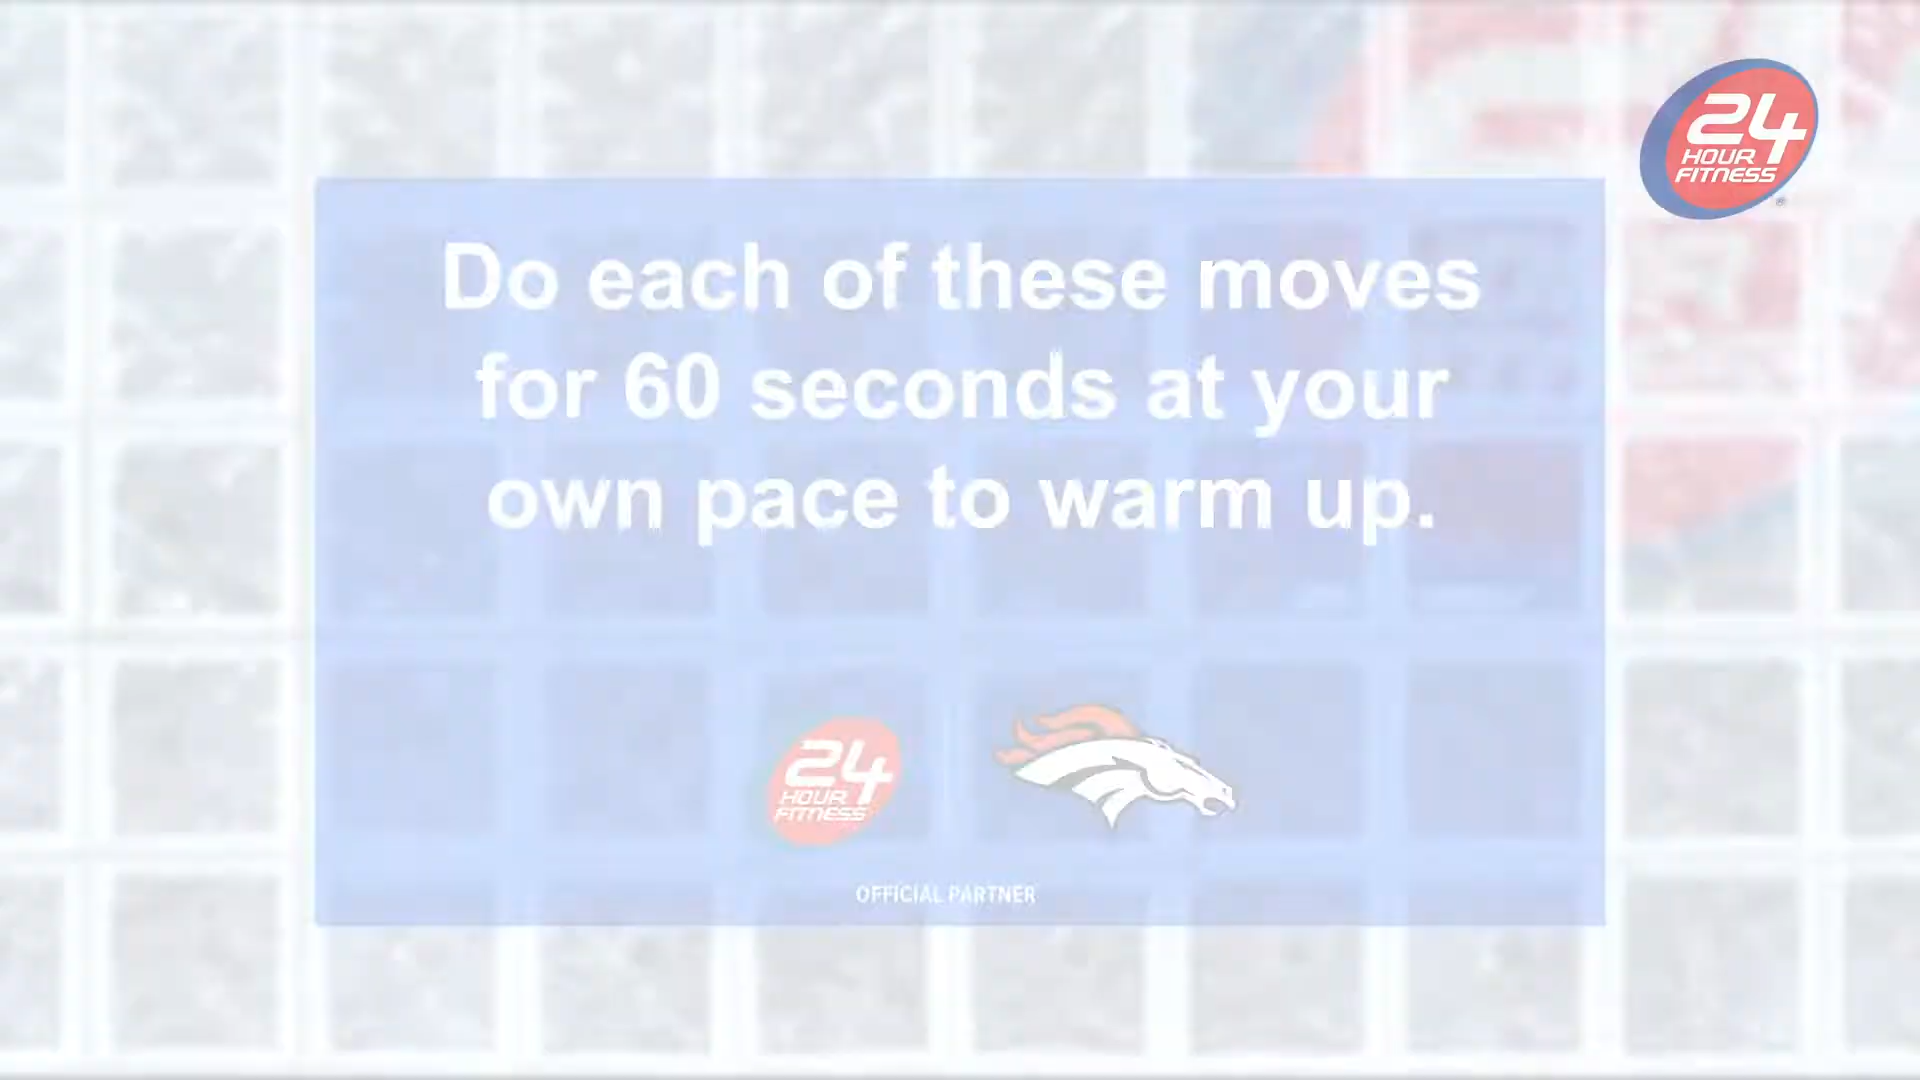 24
HOUR
FITNESS
Do each of these moves
for 60 seconds at your
own pace to warm up.
24
HOUR
FITNESS
OFFICIAL PARTNER